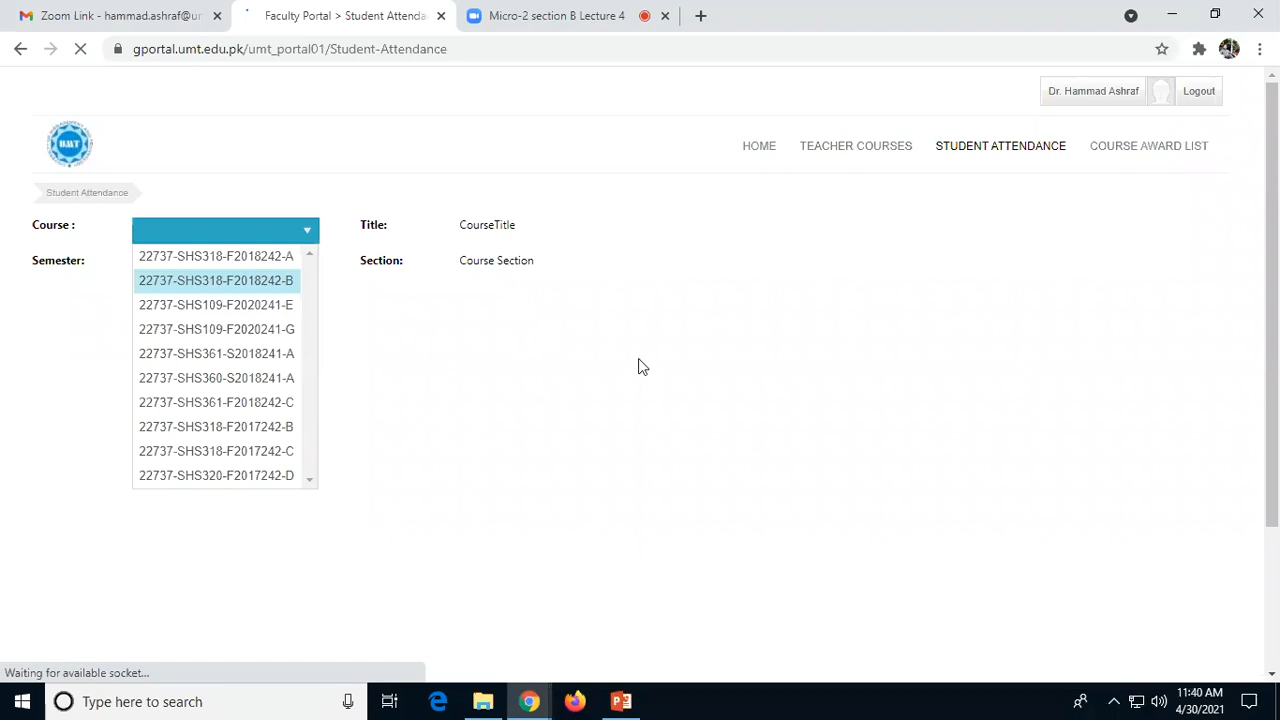 Zoom Link - hammad.ashraf@um
Faculty Portal > Student Attenda
Micro-2 section B Lecture 4
gportal.umt.edu.pk/umt_portal01/Student-Attendance
Dr. Hammad Ashraf
Logout
UMT
HOME
TEACHER COURSES
STUDENT ATTENDANCE
COURSE AWARD LIST
Student Attendance
Course :
Title:
CourseTitle
Semester:
Section:
Course Section
22737-SHS318-F2018242-A
22737-SHS318-F2018242-B
22737-SHS109-F2020241-E
22737-SHS109-F2020241-G
22737-SHS361-S2018241-A
22737-SHS360-S2018241-A
22737-SHS361-F2018242-C
22737-SHS318-F2017242-B
22737-SHS318-F2017242-C
22737-SHS320-F2017242-D
Waiting for available socket...
Type here to search
11:40 AM
4/30/2021